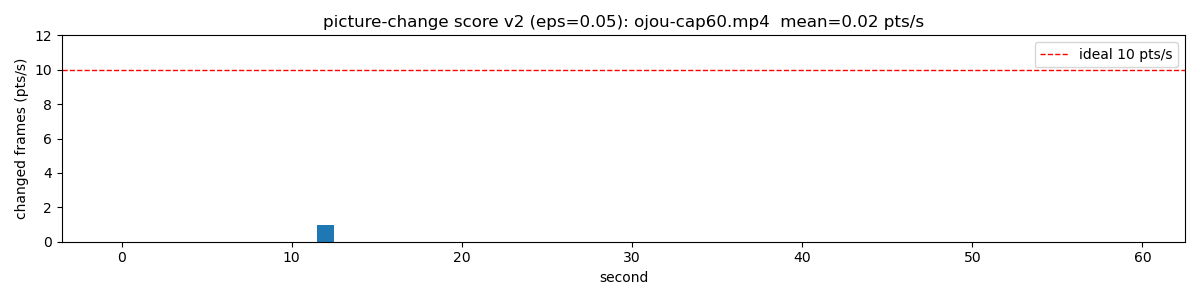 picture-change score v2 (eps=0.05): ojou-cap60.mp4  mean=0.02 pts/s
changed frames (pts/s)
12
10
8
6
4
2
0
ideal 10 pts/s
0 10 20 30 40 50 60
second